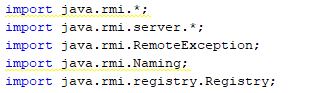 import java.rmi.*;
import java.rmi.server.*;
import java.rmi.RemoteException;
import java.rmi.Naming;
import java.rmi.registry.Registry;